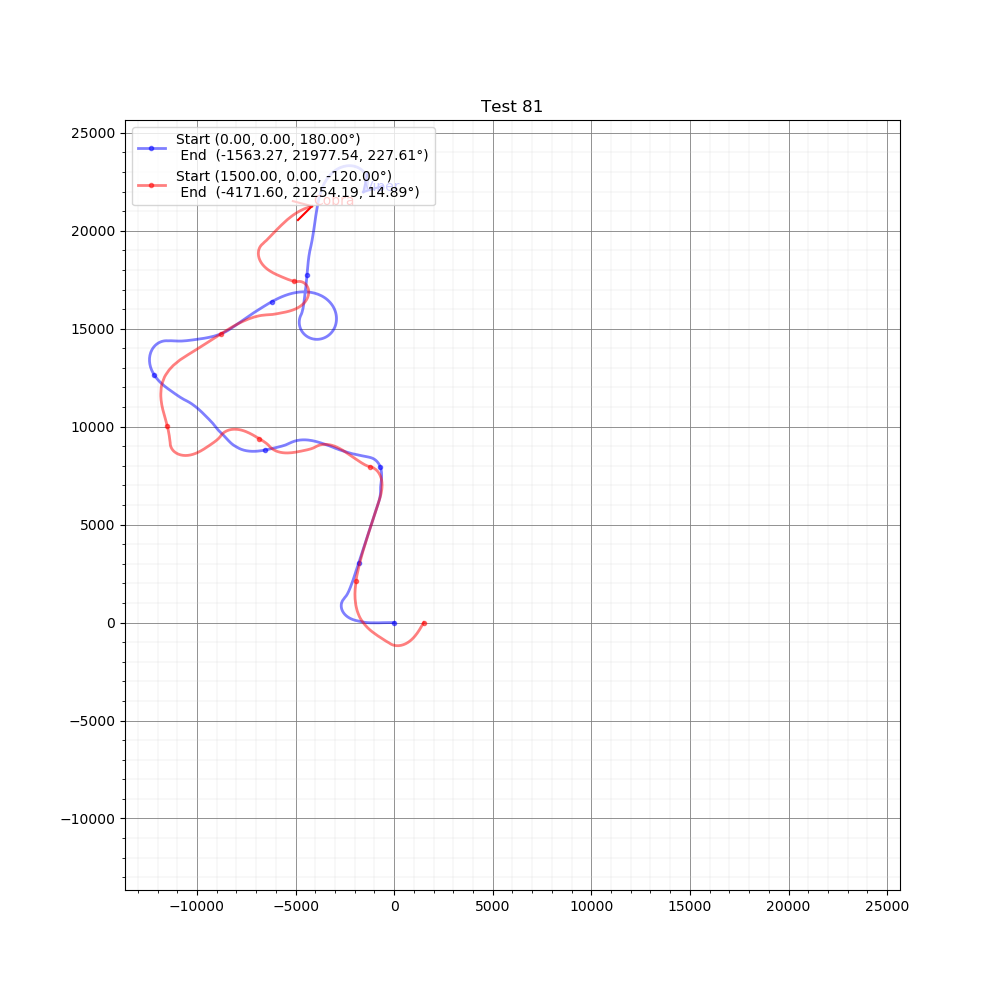 Test 81
Start (0.00, 0.00, 180.00°)
End (-1563.27, 21977.54, 227.61°)
Start (1500.00, 0.00, -120.00°)
End (-4171.60, 21254.19, 14.89°)
Cobra
25000
20000
15000
10000
5000
0
−5000
−10000
−10000 −5000 0 5000 10000 15000 20000 25000